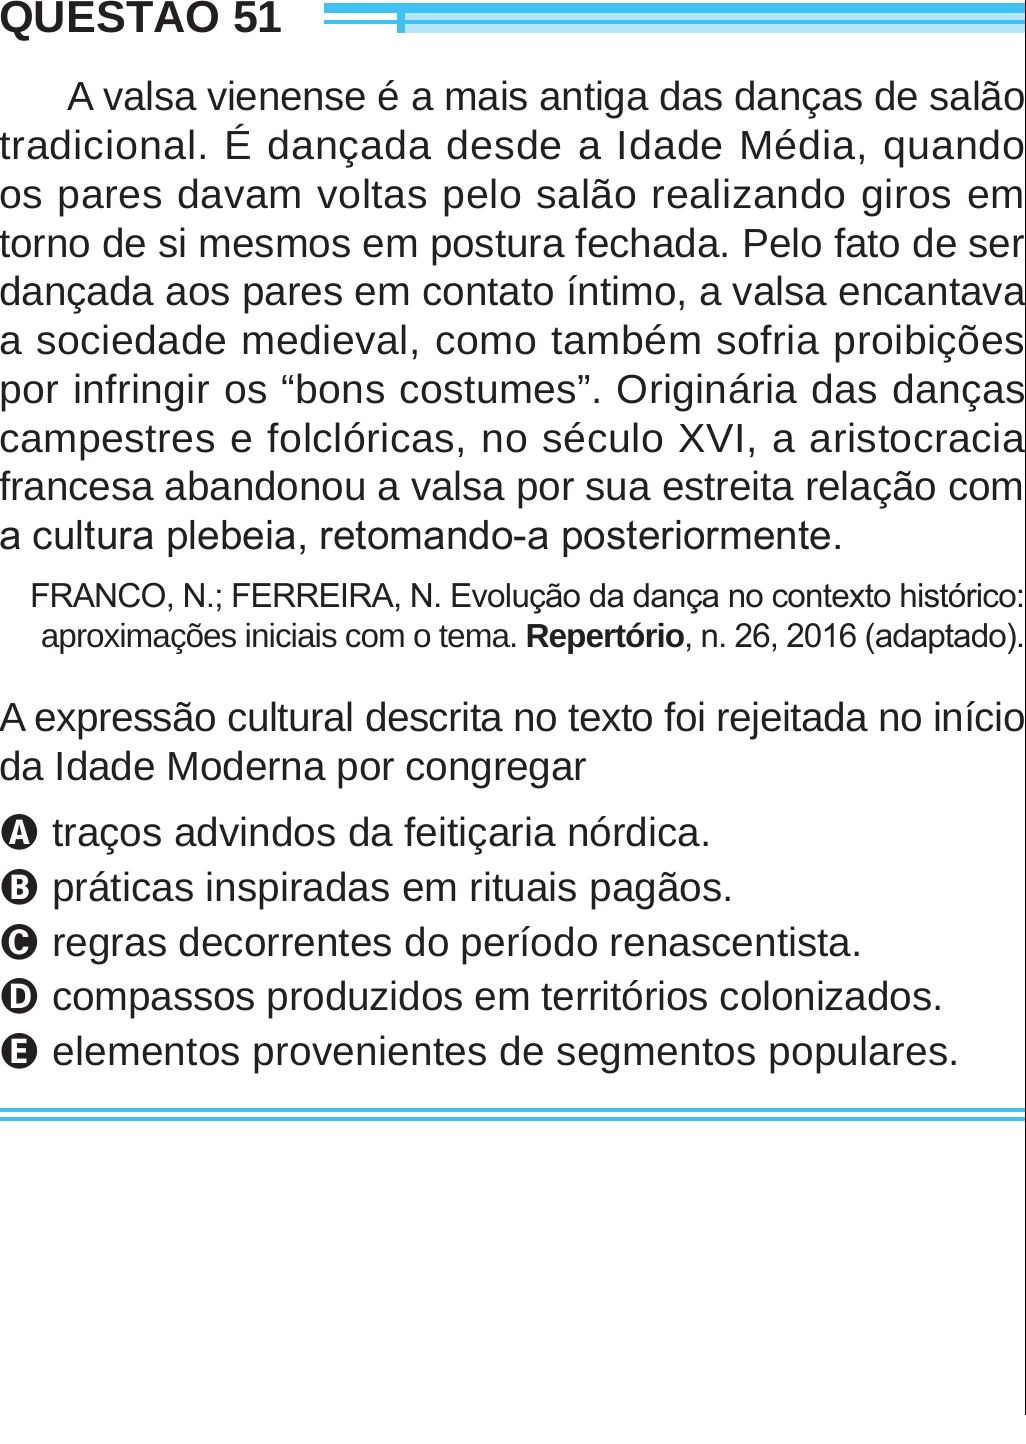 QUESTÃO 51
A valsa vienense é a mais antiga das danças de salão
tradicional. É dançada desde a Idade Média, quando
os pares davam voltas pelo salão realizando giros em
torno de si mesmos em postura fechada. Pelo fato de ser
dançada aos pares em contato íntimo, a valsa encantava
a sociedade medieval, como também sofria proibições
por infringir os “bons costumes”. Originária das danças
campestres e folclóricas, no século XVI, a aristocracia
francesa abandonou a valsa por sua estreita relação com
a cultura plebeia, retomando-a posteriormente.
FRANCO, N.; FERREIRA, N. Evolução da dança no contexto histórico:
aproximações iniciais com o tema. Repertório, n. 26, 2016 (adaptado).
A expressão cultural descrita no texto foi rejeitada no início
da Idade Moderna por congregar
A traços advindos da feitiçaria nórdica.
B práticas inspiradas em rituais pagãos.
C regras decorrentes do período renascentista.
D compassos produzidos em territórios colonizados.
E elementos provenientes de segmentos populares.